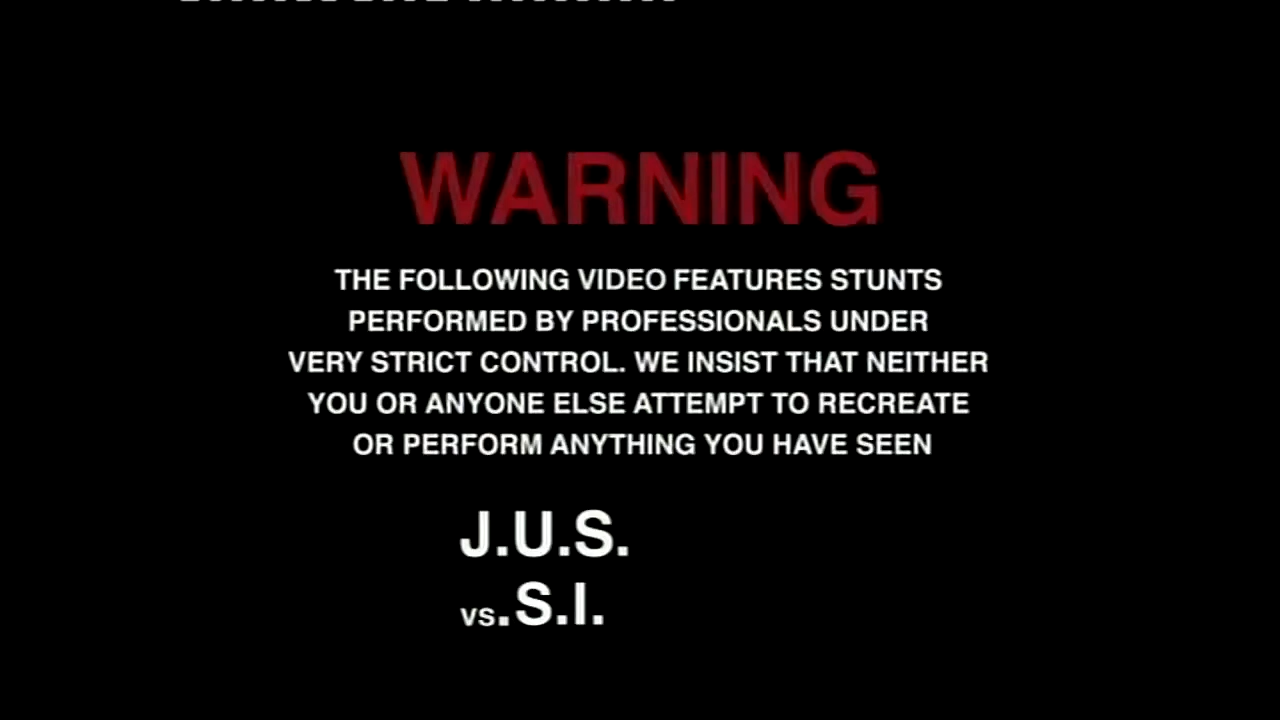 WARNING
THE FOLLOWING VIDEO FEATURES STUNTS
PERFORMED BY PROFESSIONALS UNDER
VERY STRICT CONTROL. WE INSIST THAT NEITHER
YOU OR ANYONE ELSE ATTEMPT TO RECREATE
OR PERFORM ANYTHING YOU HAVE SEEN
J.U.S.
vs.S.I.